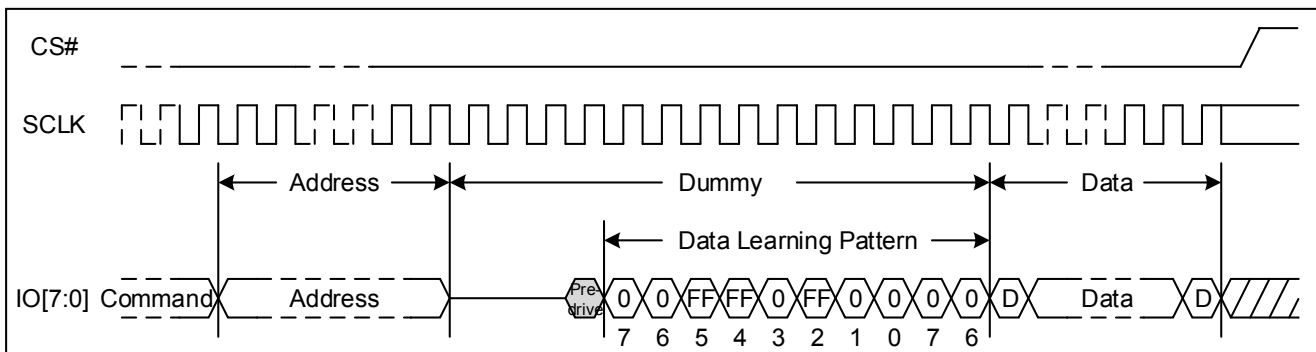 CS#
SCLK
Address Dummy Data
Data Learning Pattern
IO[7:0] Command Address Pre-drive 0 0 FF FF 0 FF 0 0 0 0 D Data D
7 6 5 4 3 2 1 0 7 6